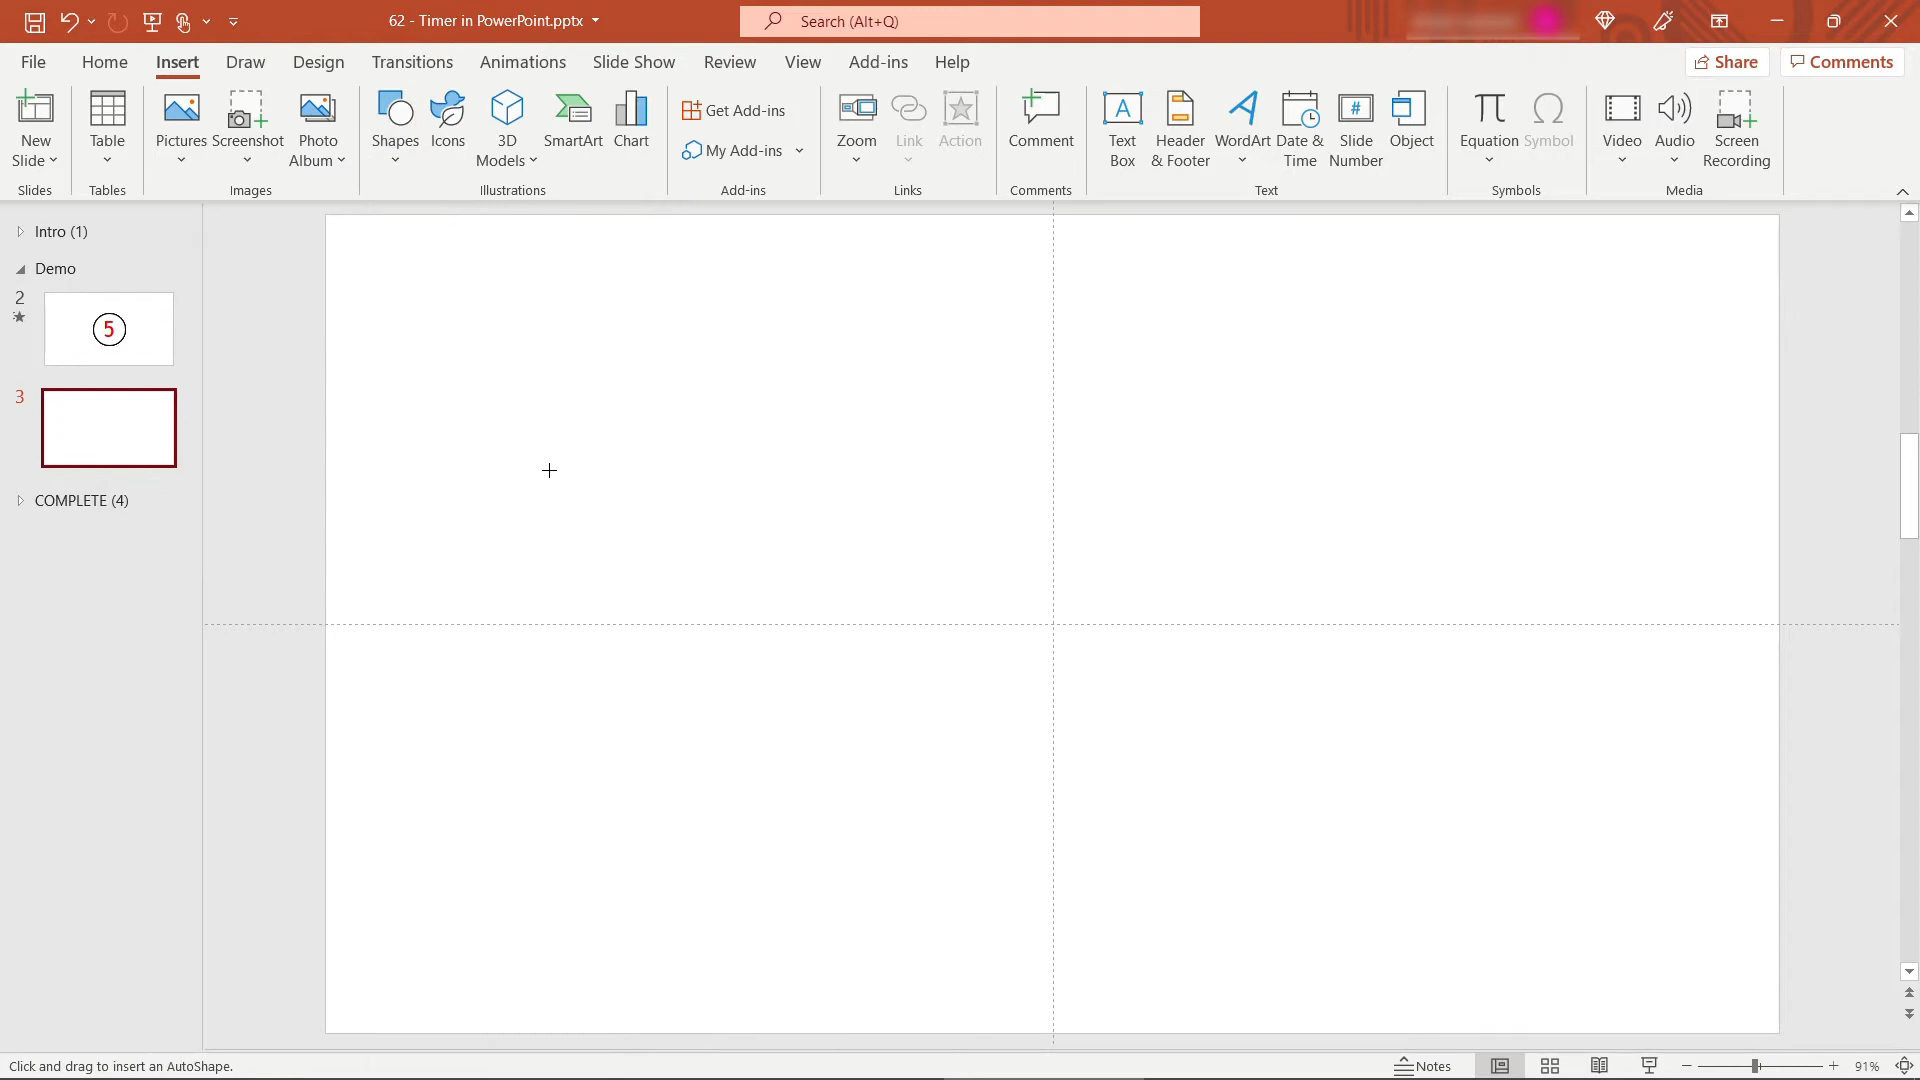 62 - Timer in PowerPoint.pptx
Search (Alt+Q)
File Home Insert Draw Design Transitions Animations Slide Show Review View Add-ins Help Share Comments
New Slide
Table
Pictures
Screenshot
Photo Album
Shapes
Icons
3D Models
SmartArt
Chart
Get Add-ins
My Add-ins
Zoom
Link
Action
Comment
A
Text Box
Header & Footer
WordArt
Date & Time
#
Slide Number
Object
π
Equation
Ω
Symbol
Video
Audio
Screen Recording
Slides Tables Images Illustrations Add-ins Links Comments Text Symbols Media
Intro (1)
Demo
2
5
3
COMPLETE (4)
Click and drag to insert an AutoShape.
Notes
91%